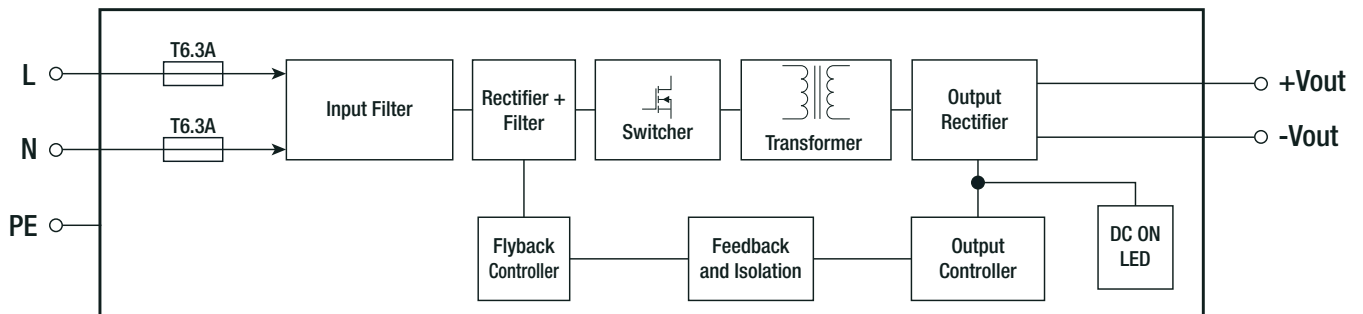 T6.3A
L
Input Filter
Rectifier +
Filter
Switcher
Transformer
Output
Rectifier
+Vout
-Vout
T6.3A
N
PE
Flyback
Controller
Feedback
and Isolation
Output
Controller
DC ON
LED